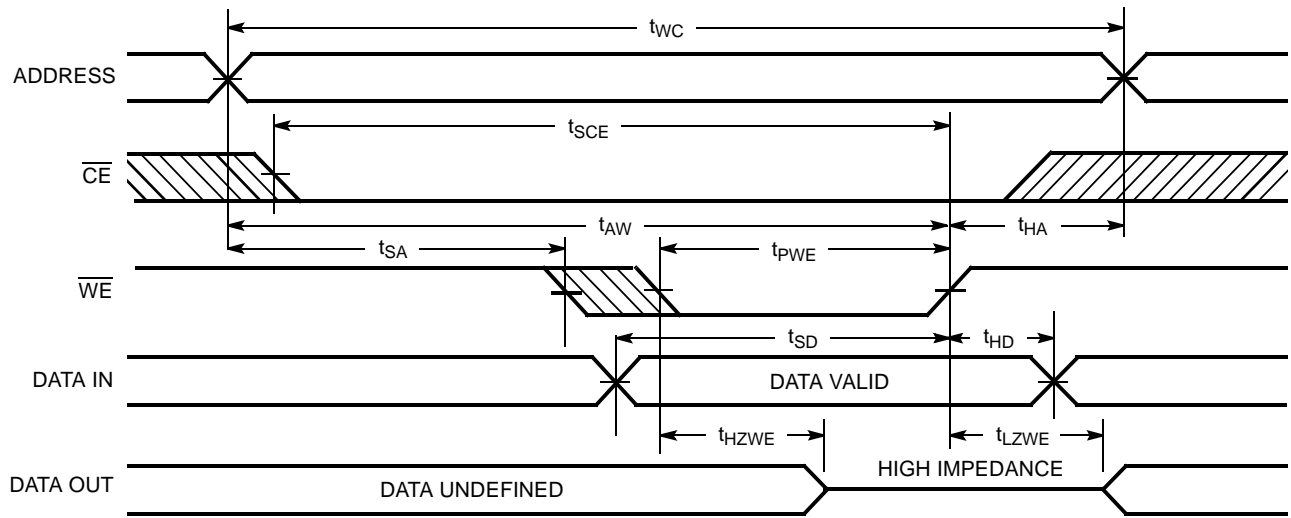 tWC
ADDRESS
tSCE
CE
tAW
tHA
tSA
tPWE
WE
tSD
tHD
DATA IN
DATA VALID
tHZWE
tLZWE
HIGH IMPEDANCE
DATA OUT
DATA UNDEFINED